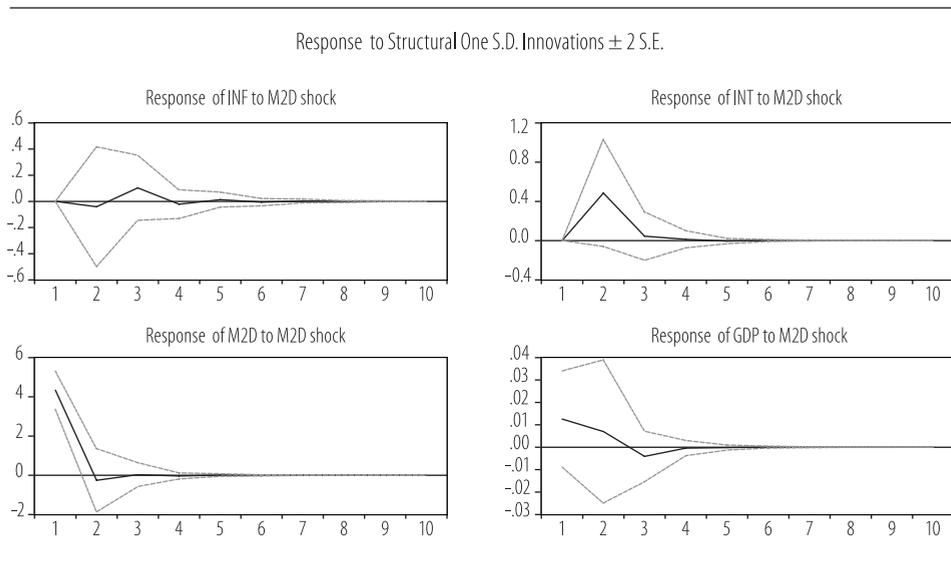 Response to Structural One S.D. Innovations ± 2 S.E.
Response of INF to M2D shock
.6
.4
.2
.0
-.2
-.4
-.6
1 2 3 4 5 6 7 8 9 10
Response of INT to M2D shock
1.2
0.8
0.4
0.0
-0.4
1 2 3 4 5 6 7 8 9 10
Response of M2D to M2D shock
6
4
2
0
-2
1 2 3 4 5 6 7 8 9 10
Response of GDP to M2D shock
.04
.03
.02
.01
.00
-.01
-.02
-.03
1 2 3 4 5 6 7 8 9 10